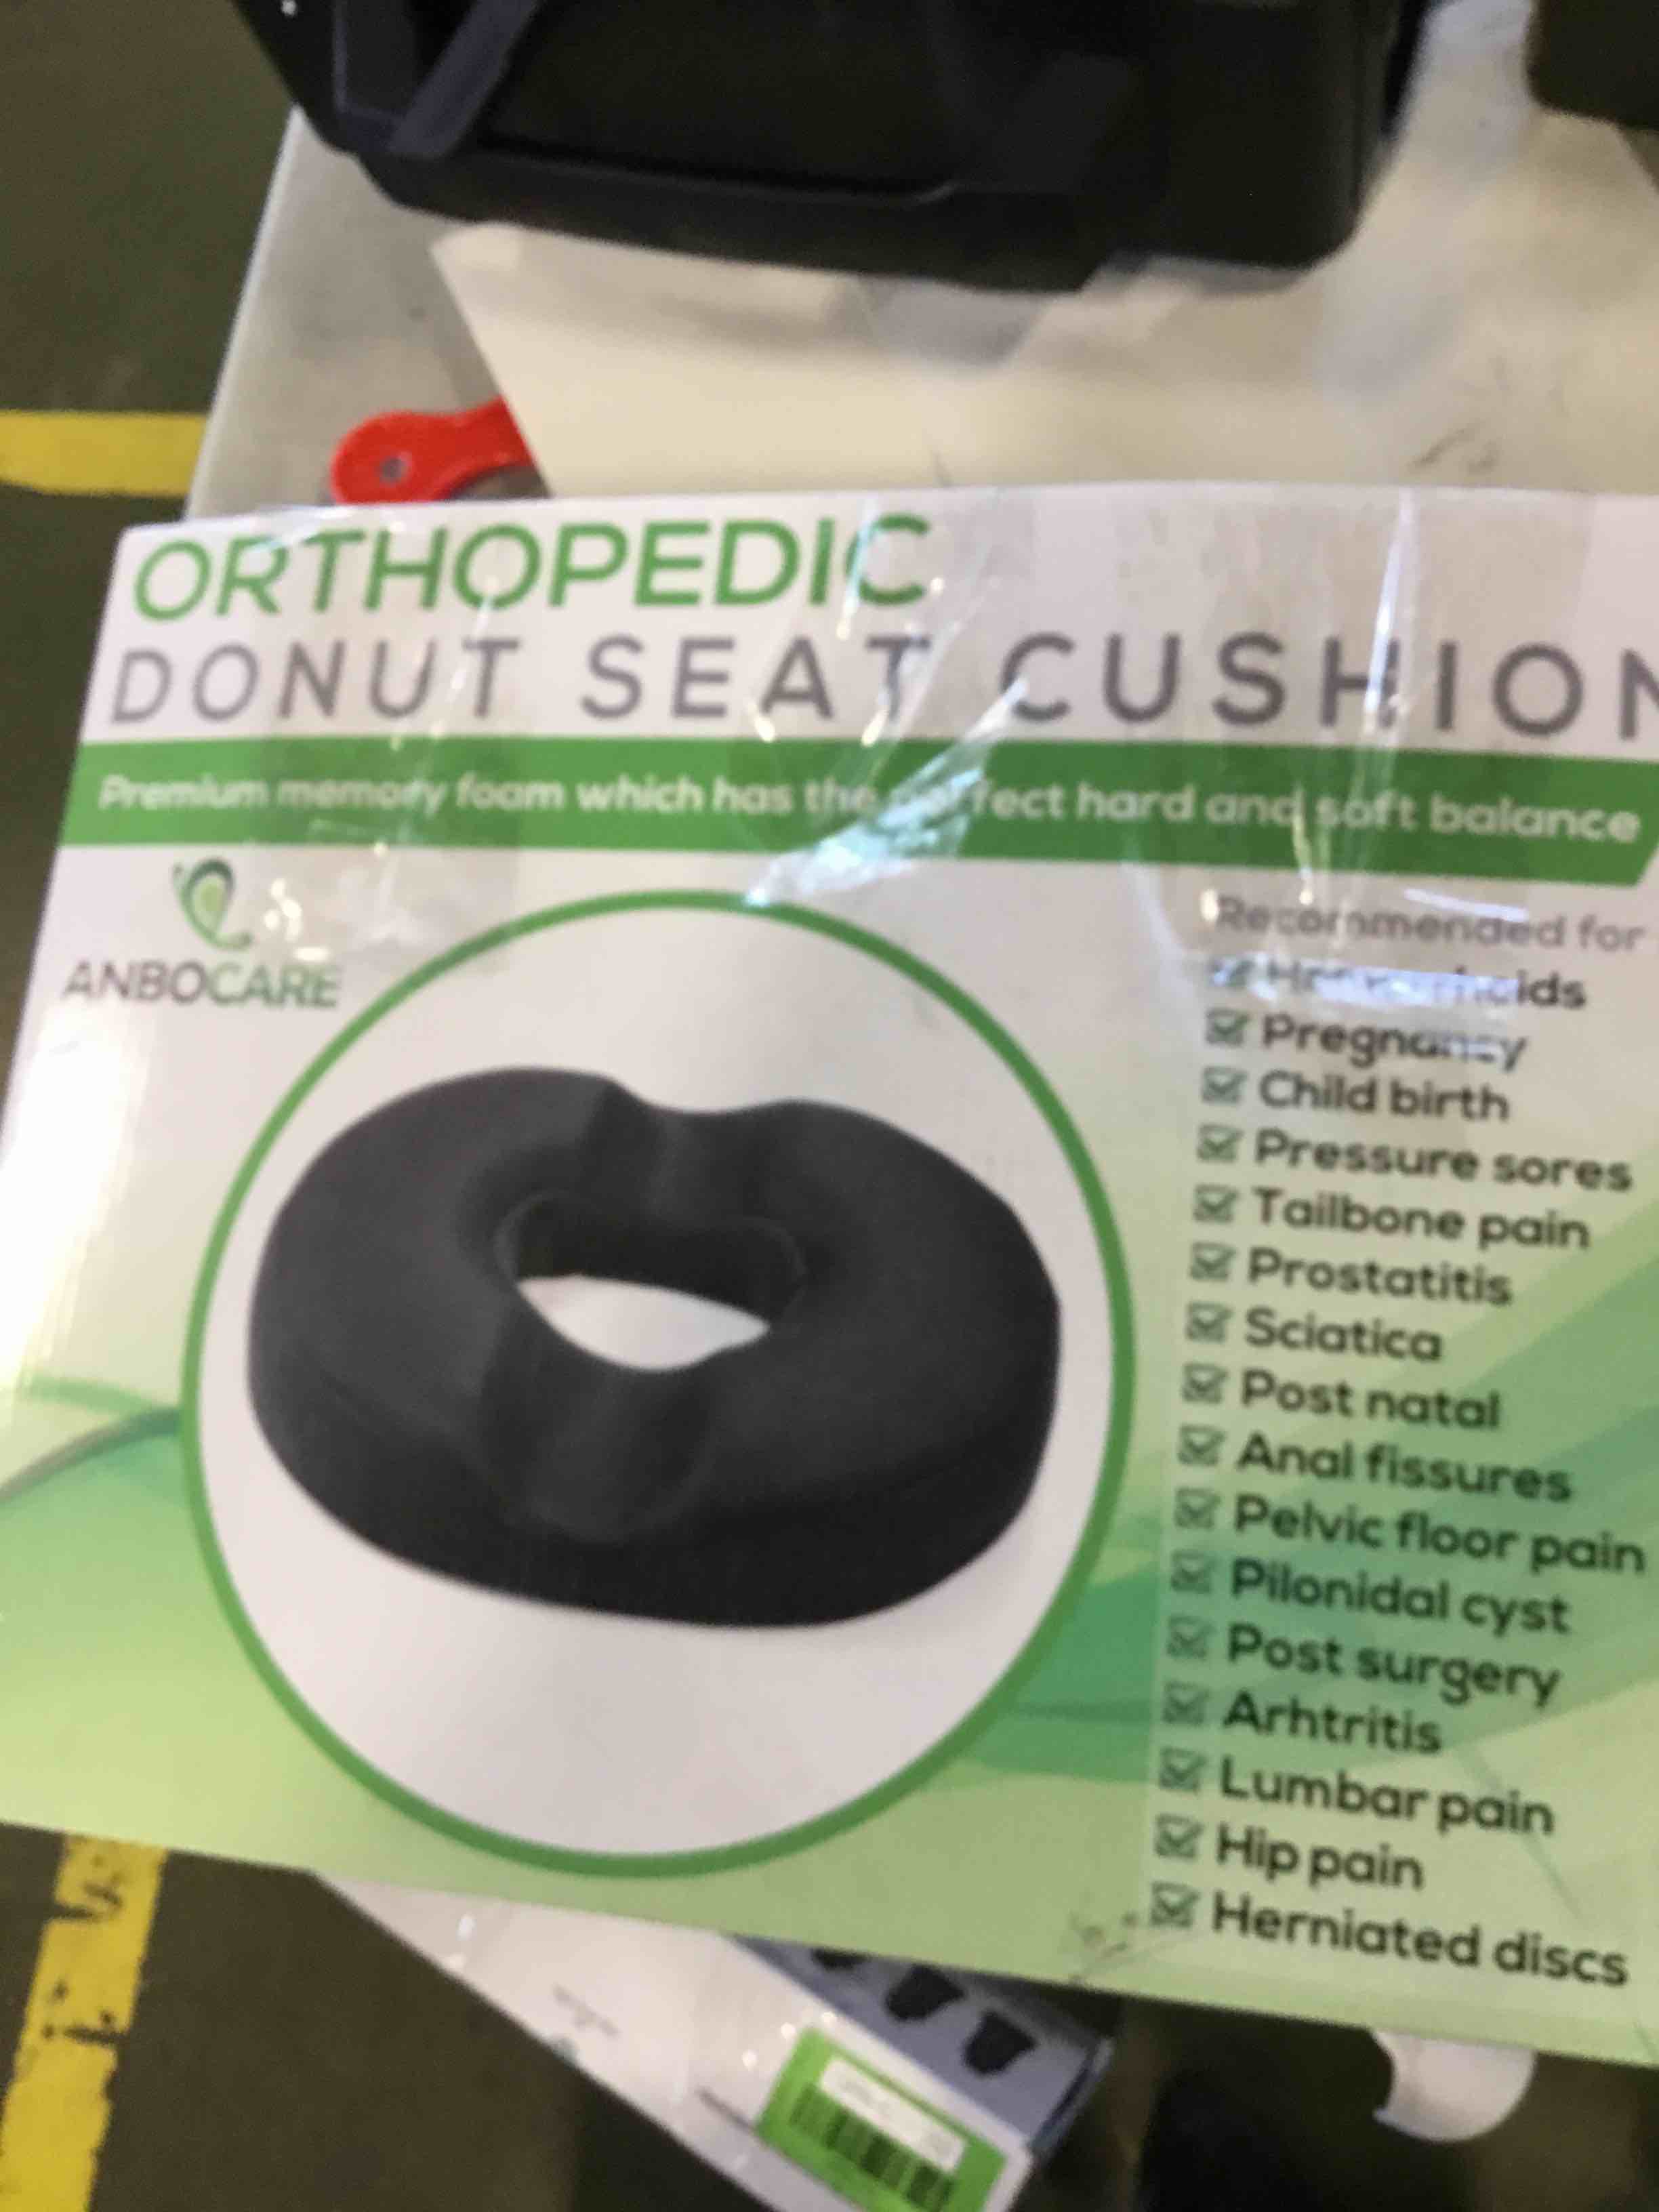 ORTHOPEDIC
DONUT SEAT CUSHION
Premium memory foam which has the perfect hard and soft balance
ANBOCARE
Recommended for
Hemorrhoids
Pregnancy
Child birth
Pressure sores
Tailbone pain
Prostatitis
Sciatica
Post natal
Anal fissures
Pelvic floor pain
Pilonidal cyst
Post surgery
Arhtritis
Lumbar pain
Hip pain
Herniated discs